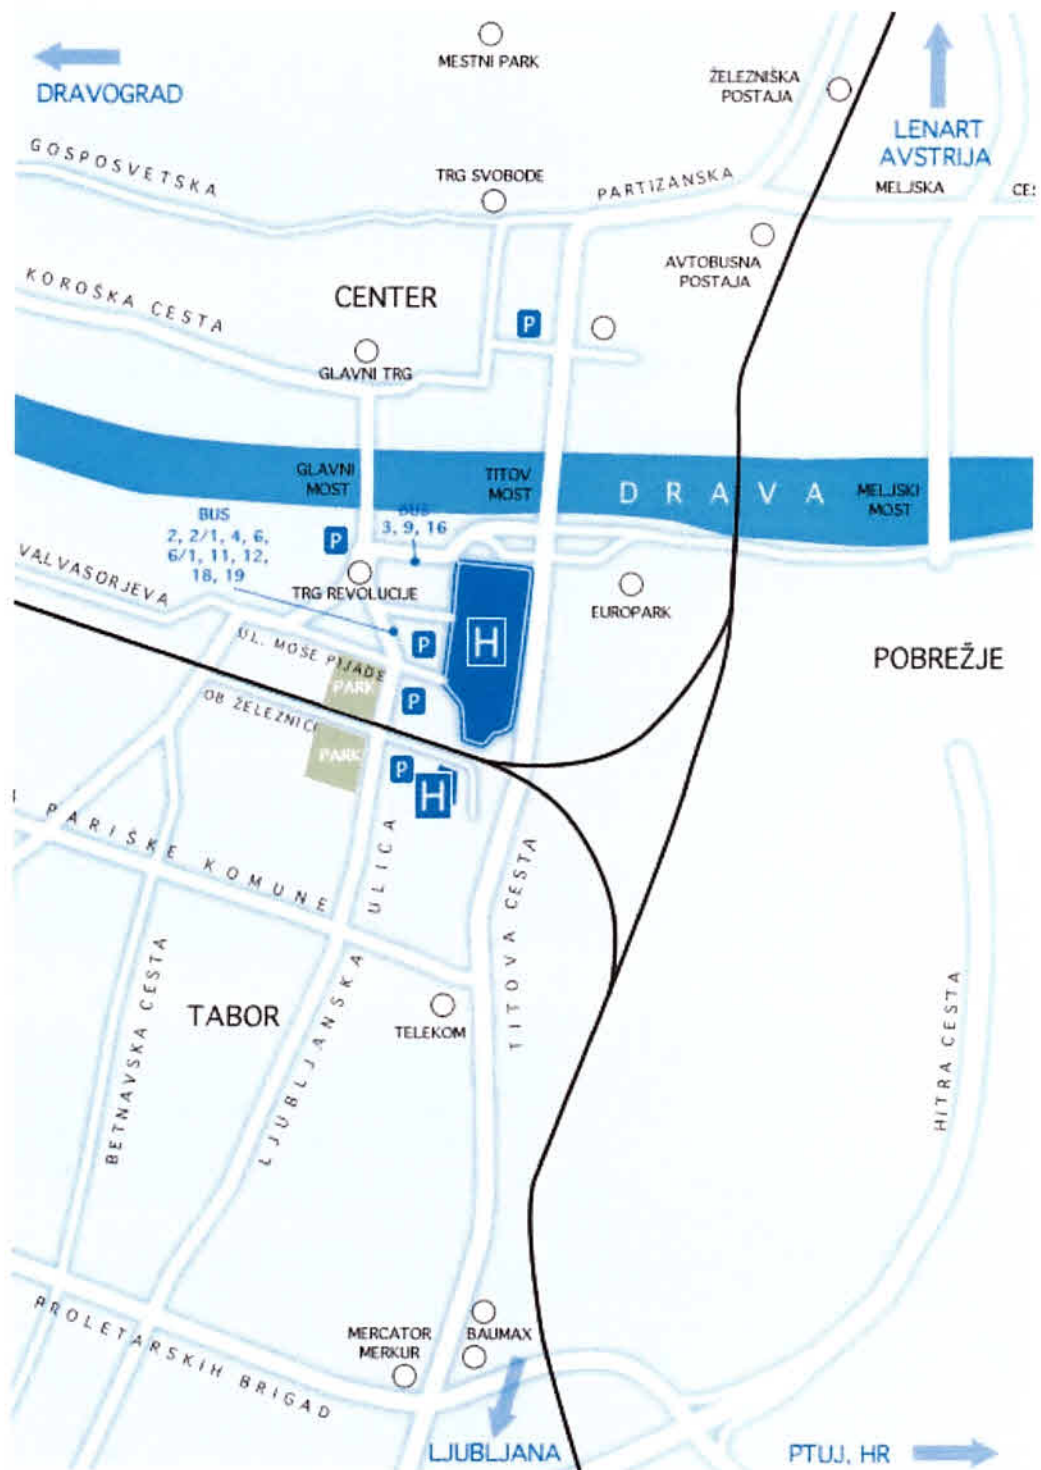 MESTNI PARK
DRAVOGRAD
ŽELEZNIŠKA
POSTAJA
LENART
AVSTRIJA
GOSPOSVETSKA
TRG SVOBODE
PARTIZANSKA
MELJSKA
AVTOBUSNA
POSTAJA
KOROŠKA CESTA
CENTER
P
GLAVNI TRG
GLAVNI
MOST
TITOV
MOST
DRAVA
MELJSKI
MOST
BUS
2, 2/1, 4, 6,
6/1, 11, 12,
18, 19
BUS
3, 9, 16
P
VALVASORJEVA
TRG REVOLUCIJE
EUROPARK
UL. MOŠE PIJADE
P
H
POBREŽJE
PARK
P
OB ŽELEZNICI
PARK
P
H
PARIŠKE KOMUNE
ULICA
TITOVA CESTA
BETNAVSKA CESTA
TABOR
LJUBLJANSKA
TELEKOM
HITRA CESTA
PROLETARSKIH BRIGAD
MERCATOR
MERKUR
BAUMAX
LJUBLJANA
PTUJ, HR